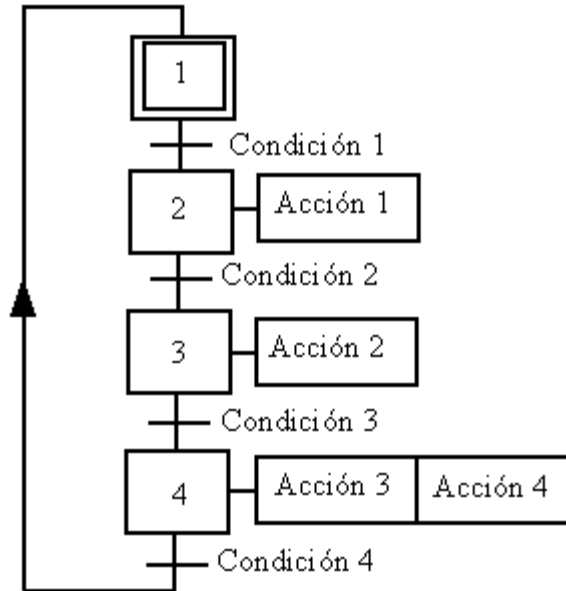 1
Condición 1
2 Acción 1
Condición 2
3 Acción 2
Condición 3
4 Acción 3 Acción 4
Condición 4